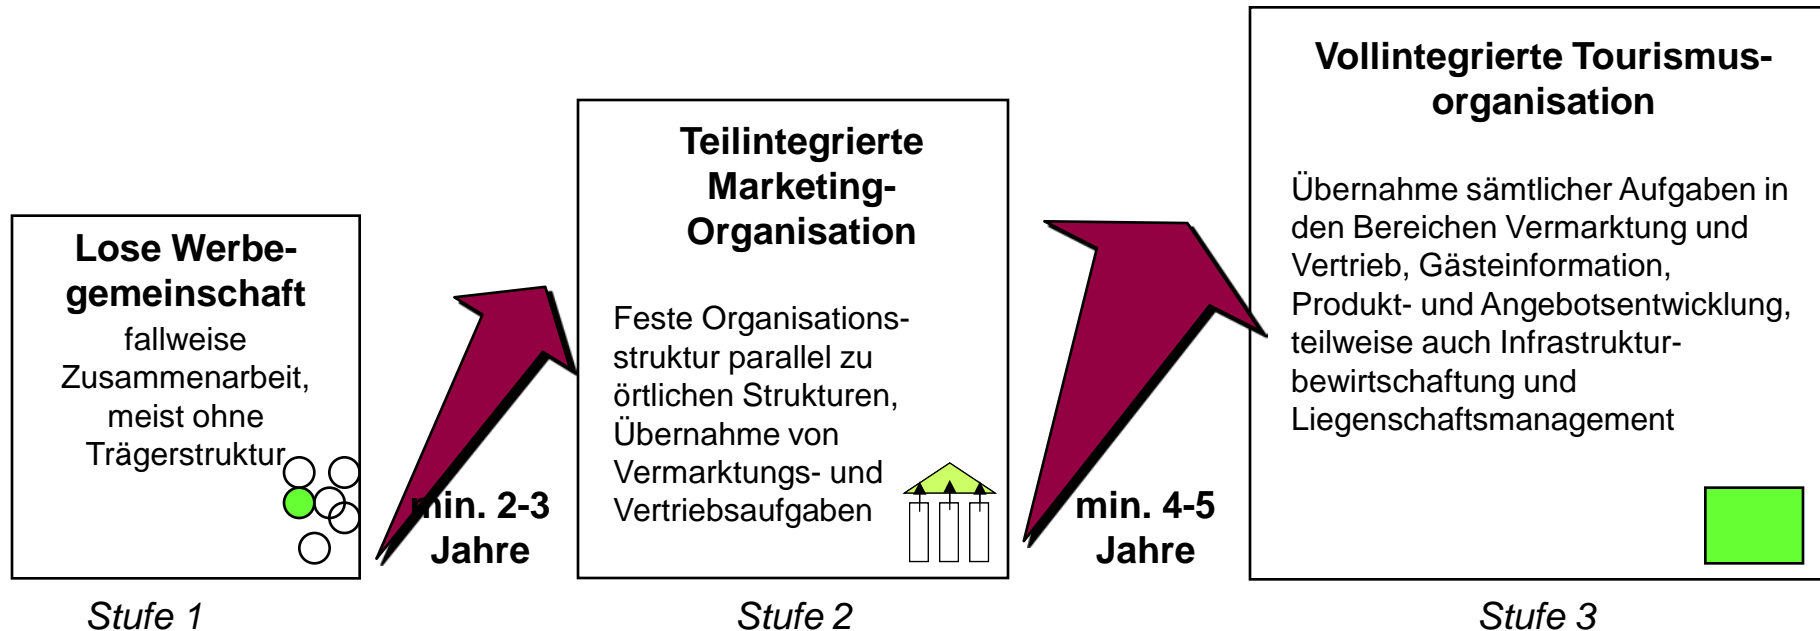 Lose Werbe-
gemeinschaft
fallweise
Zusammenarbeit,
meist ohne
Trägerstruktur
Stufe 1
min. 2-3
Jahre
Teilintegrierte
Marketing-
Organisation
Feste Organisations-
struktur parallel zu
örtlichen Strukturen,
Übernahme von
Vermarktungs- und
Vertriebsaufgaben
Stufe 2
min. 4-5
Jahre
Vollintegrierte Tourismus-
organisation
Übernahme sämtlicher Aufgaben in
den Bereichen Vermarktung und
Vertrieb, Gästeinformation,
Produkt- und Angebotsentwicklung,
teilweise auch Infrastruktur-
bewirtschaftung und
Liegenschaftsmanagement
Stufe 3